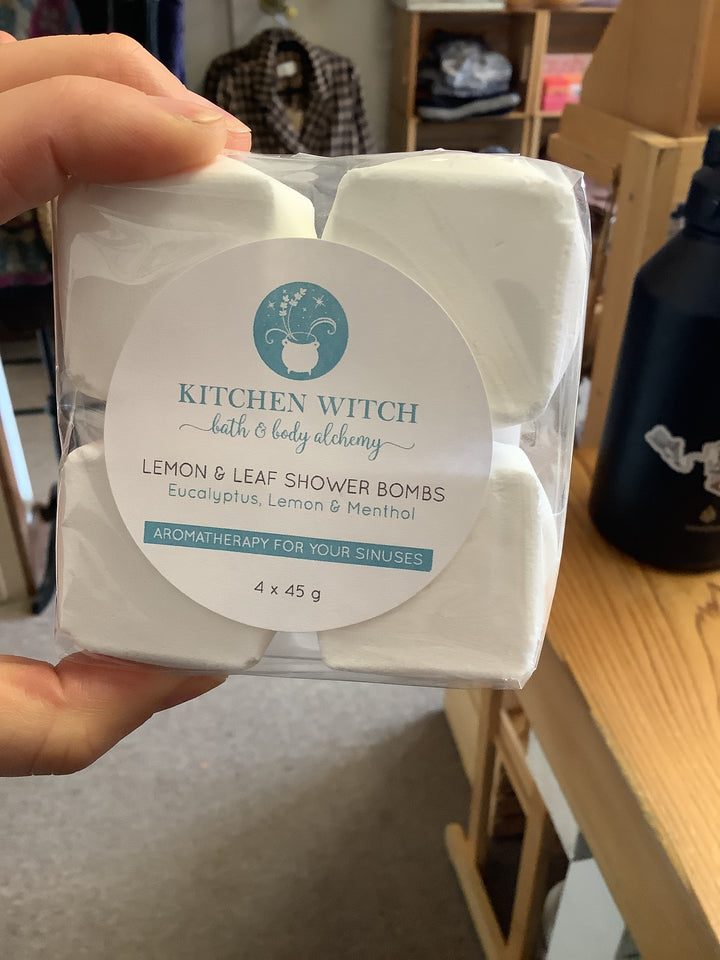 KITCHEN WITCH
bath & body alchemy
LEMON & LEAF SHOWER BOMBS
Eucalyptus, Lemon & Menthol
AROMATHERAPY FOR YOUR SINUSES
4 x 45 g